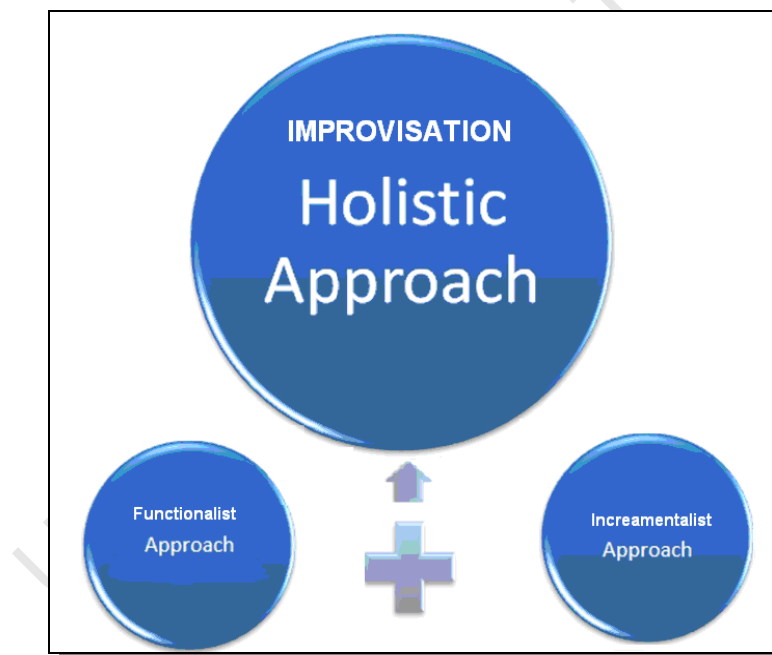 IMPROVISATION
Holistic
Approach
Functionalist
Approach
Increamentalist
Approach